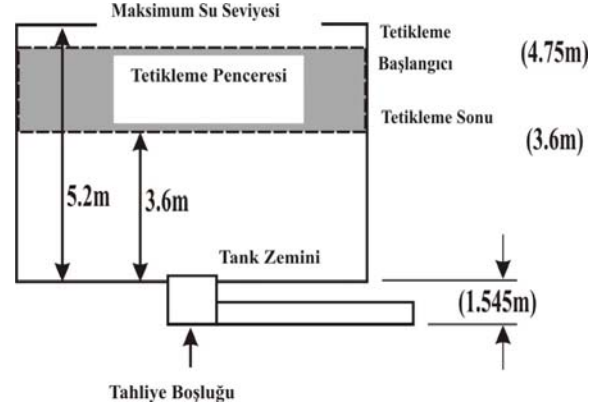 Maksimum Su Seviyesi
Tetikleme
Başlangıcı
(4.75m)
Tetikleme Penceresi
Tetikleme Sonu
(3.6m)
5.2m
3.6m
Tank Zemini
(1.545m)
Tahliye Boşluğu